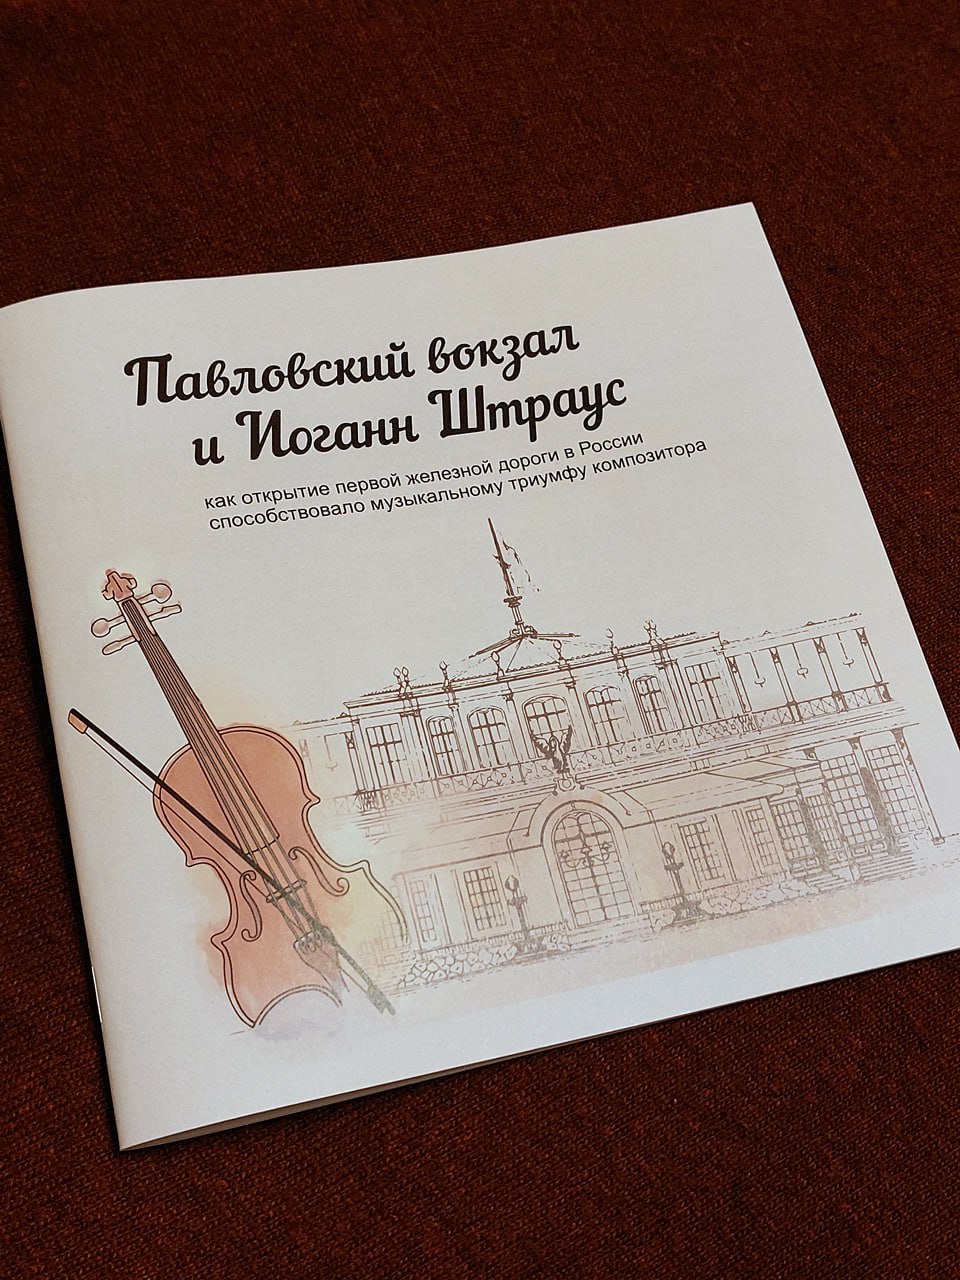 Павловский вокзал
и Иоганн Штраус
как открытие первой железной дороги в России
способствовало музыкальному триумфу композитора